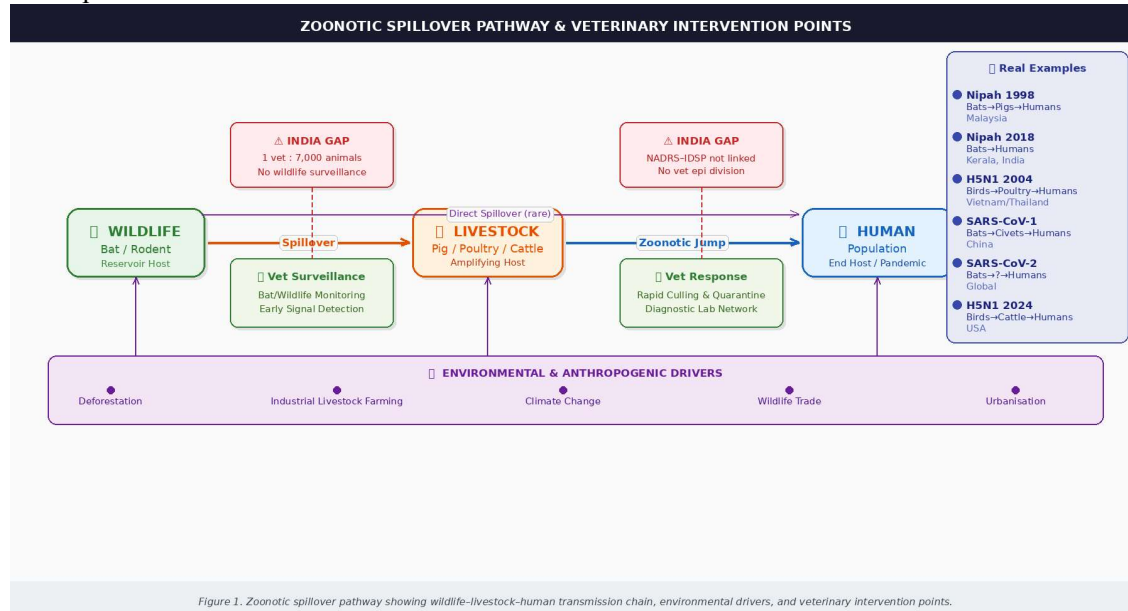 ZOONOTIC SPILLOVER PATHWAY & VETERINARY INTERVENTION POINTS
⚠ INDIA GAP
1 vet : 7,000 animals
No wildlife surveillance
⚠ INDIA GAP
NADRS–IDSP not linked
No vet epi division
Direct Spillover (rare)
WILDLIFE
Bat / Rodent
Reservoir Host
Spillover
LIVESTOCK
Pig / Poultry / Cattle
Amplifying Host
Zoonotic Jump
HUMAN
Population
End Host / Pandemic
Vet Surveillance
Bat/Wildlife Monitoring
Early Signal Detection
Vet Response
Rapid Culling & Quarantine
Diagnostic Lab Network
Real Examples
Nipah 1998
Bats→Pigs→Humans
Malaysia
Nipah 2018
Bats→Humans
Kerala, India
H5N1 2004
Birds→Poultry→Humans
Vietnam/Thailand
SARS-CoV-1
Bats→Civets→Humans
China
SARS-CoV-2
Bats→?→Humans
Global
H5N1 2024
Birds→Cattle→Humans
USA
ENVIRONMENTAL & ANTHROPOGENIC DRIVERS
Deforestation
Industrial Livestock Farming
Climate Change
Wildlife Trade
Urbanisation
Figure 1. Zoonotic spillover pathway showing wildlife–livestock–human transmission chain, environmental drivers, and veterinary intervention points.